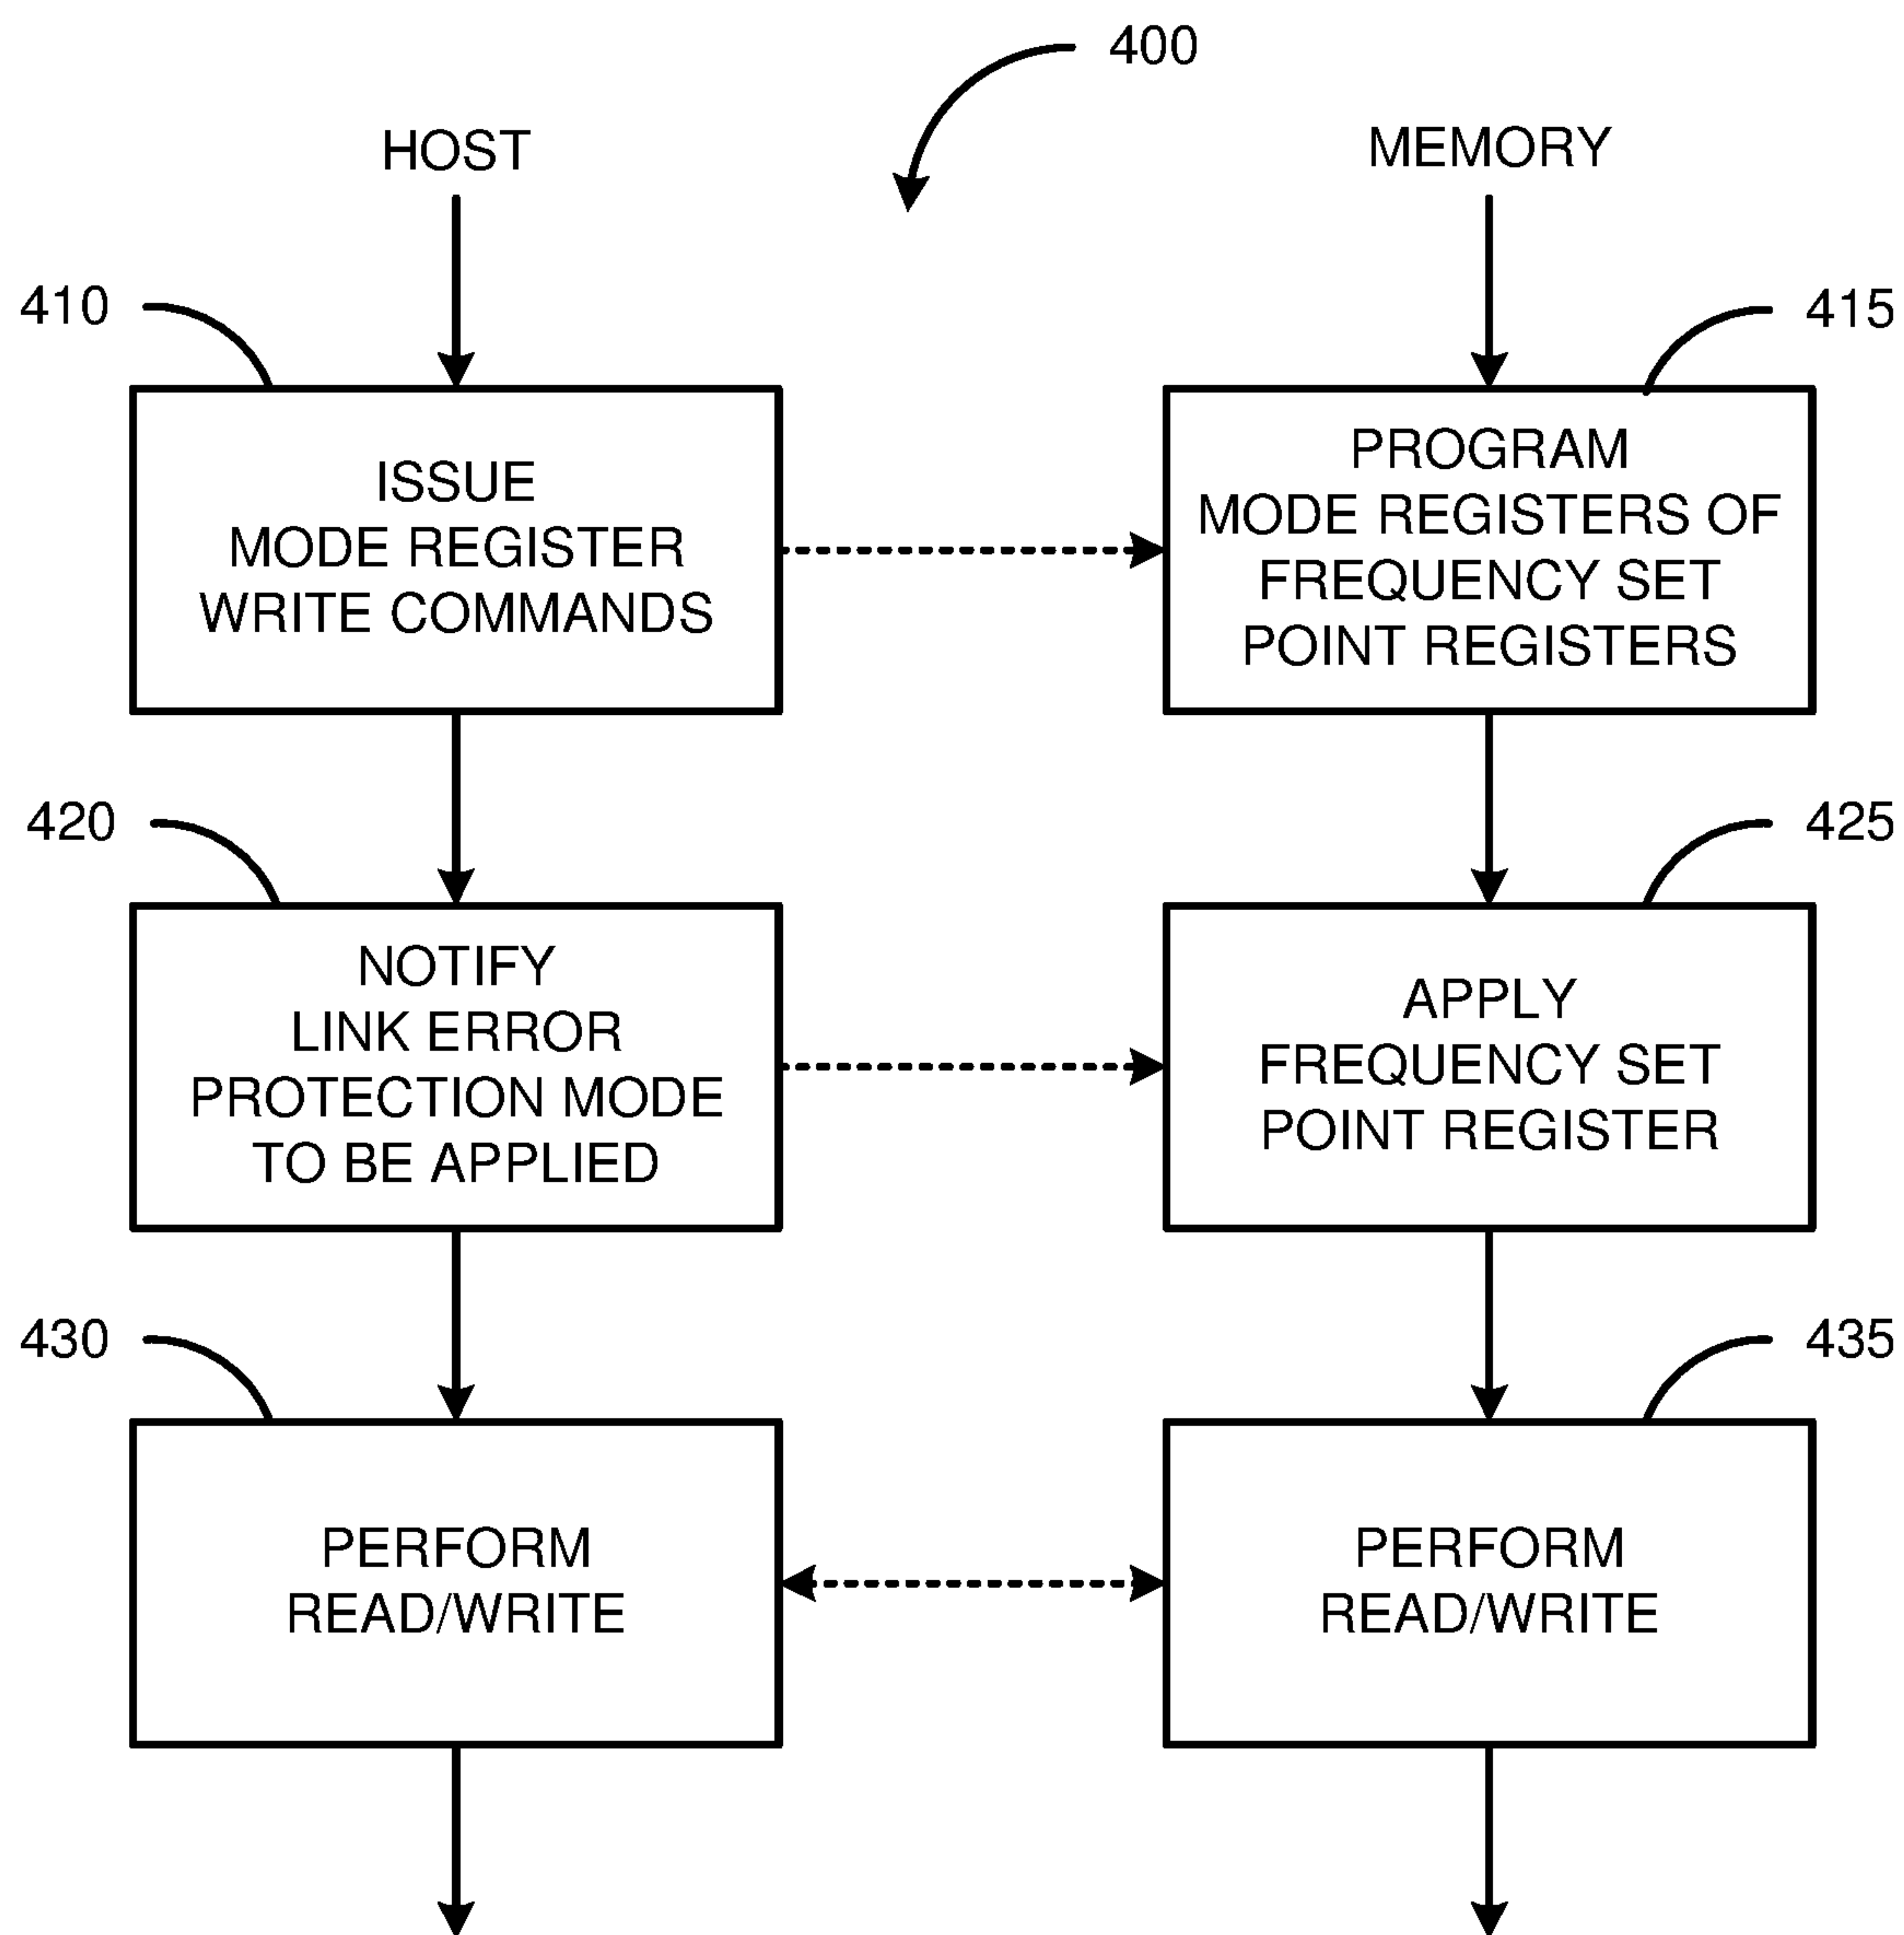 400
HOST
MEMORY
410
415
ISSUE
MODE REGISTER
WRITE COMMANDS
PROGRAM
MODE REGISTERS OF
FREQUENCY SET
POINT REGISTERS
420
425
NOTIFY
LINK ERROR
PROTECTION MODE
TO BE APPLIED
APPLY
FREQUENCY SET
POINT REGISTER
430
435
PERFORM
READ/WRITE
PERFORM
READ/WRITE